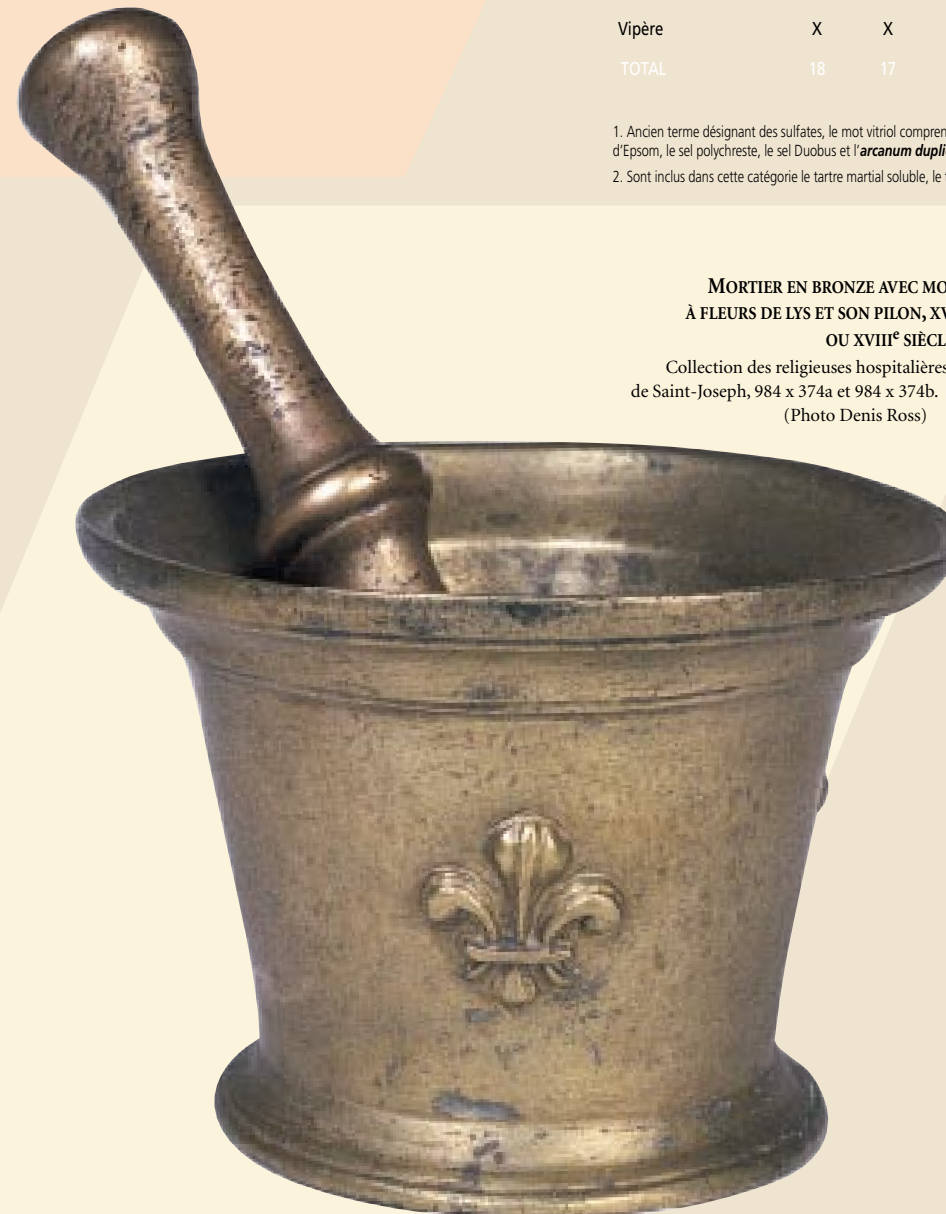 Vipère X X
TOTAL 18 17
1. Ancien terme désignant des sulfates, le mot vitriol compren
d’Epsom, le sel polychreste, le sel Duobus et l’arcanum dupli
2. Sont inclus dans cette catégorie le tartre martial soluble, le
MORTIER EN BRONZE AVEC MO
À FLEURS DE LYS ET SON PILON, XV
OU XVIIIe SIÈCL
Collection des religieuses hospitalières
de Saint-Joseph, 984 x 374a et 984 x 374b.
(Photo Denis Ross)